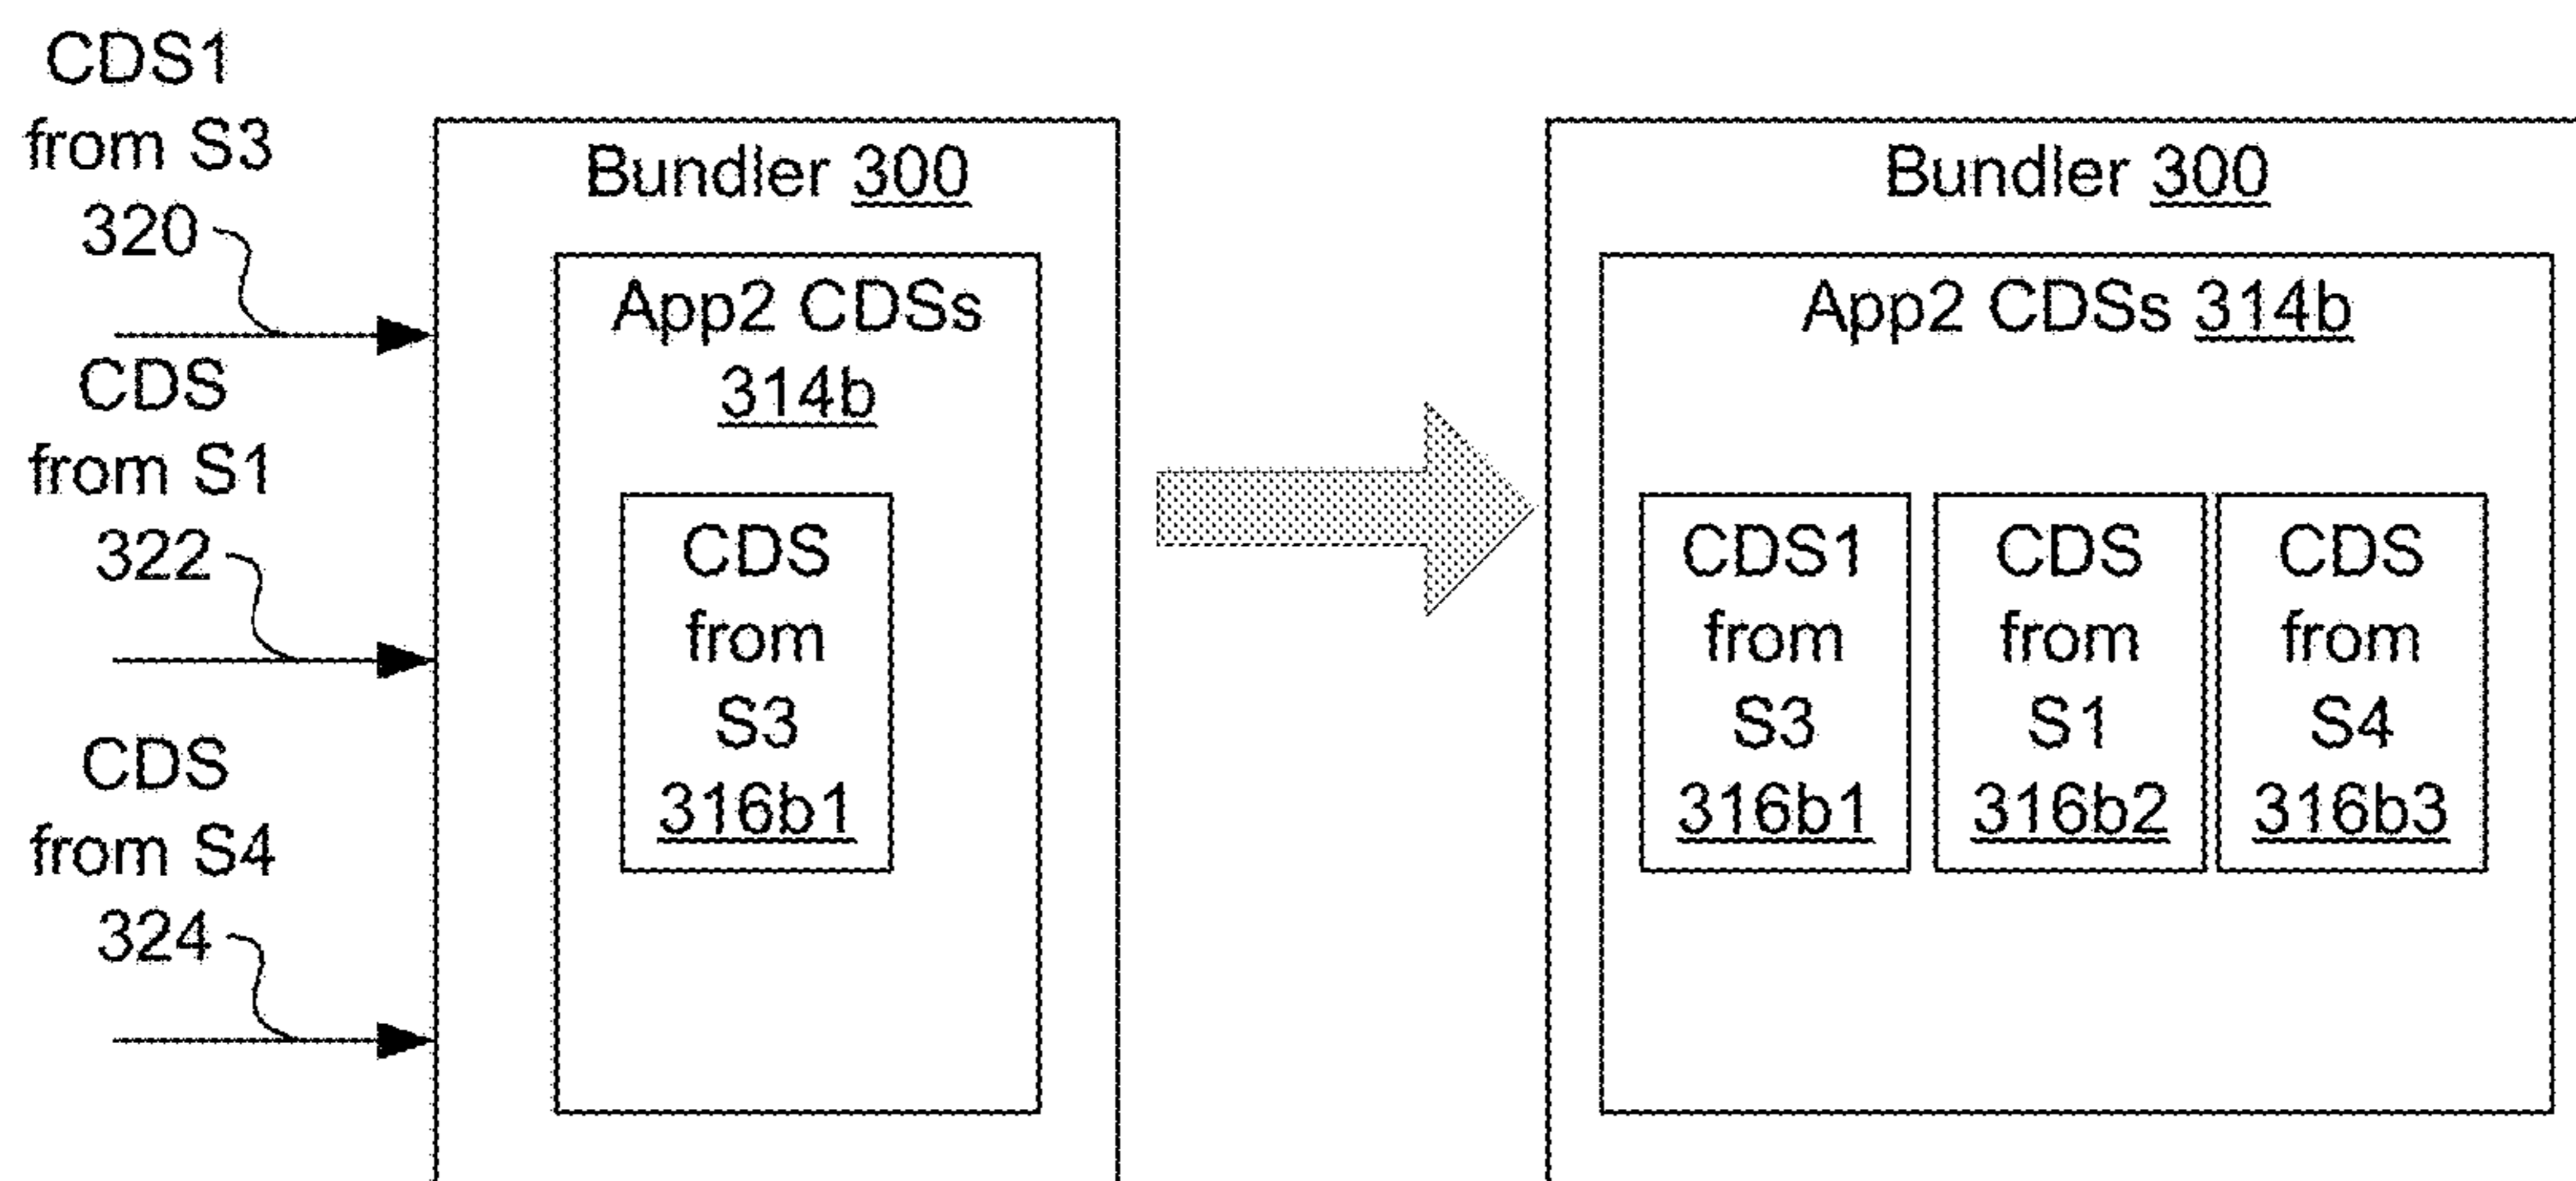 CDS1
from S3
320
CDS
from S1
322
CDS
from S4
324
Bundler 300
App2 CDSs
314b
CDS
from
S3
316b1
Bundler 300
App2 CDSs 314b
CDS1
from
S3
316b1
CDS
from
S1
316b2
CDS
from
S4
316b3